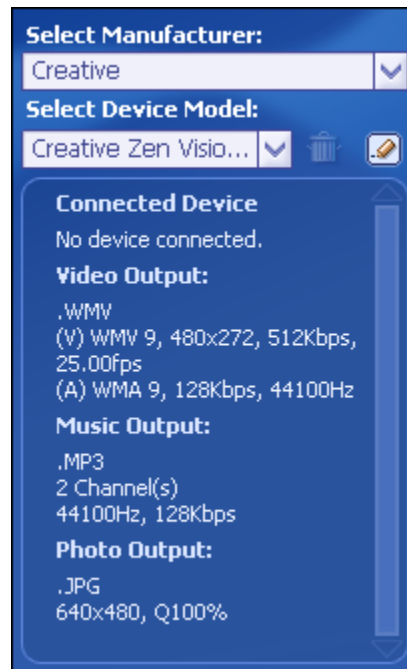 Select Manufacturer:
Creative
Select Device Model:
Creative Zen Visio...
Connected Device
No device connected.
Video Output:
.WMV
(V) WMV 9, 480x272, 512Kbps,
25.00fps
(A) WMA 9, 128Kbps, 44100Hz
Music Output:
.MP3
2 Channel(s)
44100Hz, 128Kbps
Photo Output:
.JPG
640x480, Q100%